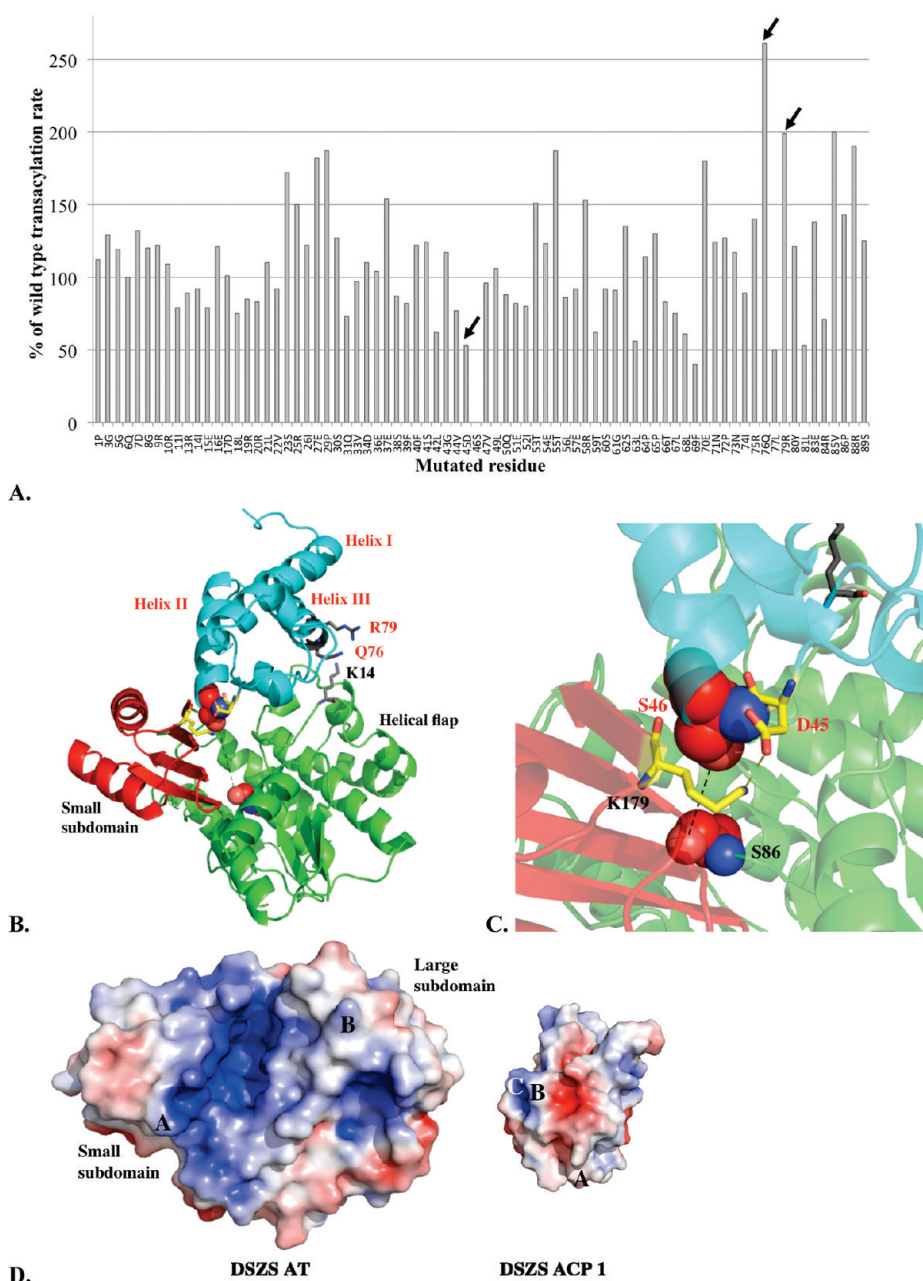 250
200
150
100
50
0
% of wild type transacylation rate
1P 3G 5G 6Q 7D 8G 9R 10R 11I 13R 14I 15E 16E 17D 18L 19R 20R 21L 22V 23S 25R 26I 27E 29P 30S 31Q 33V 34D 36E 37E 38S 39P 40F 41S 42L 43G 44V 45D 46S 47V 49L 50Q 51E 52I 53T 54E 55T 56L 57E 58R 59T 60S 61G 62S 63L 64P 65P 66T 67L 68L 69F 70E 71N 72P 73N 74I 75R 76Q 77L 79R 80Y 81L 83E 84R 85V 86P 88R 89S
Mutated residue
A.
Helix I
Helix II
Helix III
R79
Q76
K14
Helical flap
Small
subdomain
B.
S46
D45
K179
S86
C.
Large
subdomain
B
A
Small
subdomain
C B
A
DSZS AT
DSZS ACP 1
D.